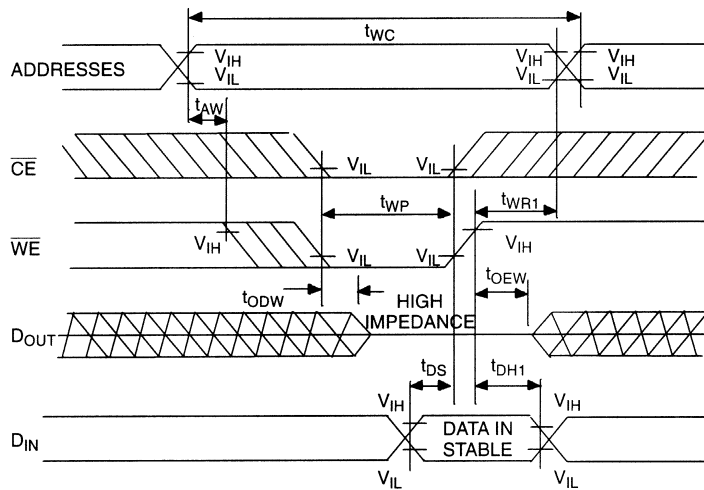 tWC
ADDRESSES
VIH
VIL
VIH
VIL
VIH
VIL
tAW
CE
VIL
VIL
tWP
tWR1
WE
VIH
VIL
VIL
VIH
tODW
HIGH
IMPEDANCE
tOEW
DOUT
tDS
tDH1
VIH
VIH
DIN
DATA IN
STABLE
VIL
VIL